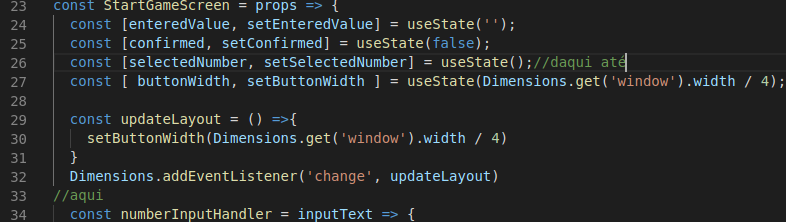 23 const StartGameScreen = props => {
24 const [enteredValue, setEnteredValue] = useState('');
25 const [confirmed, setConfirmed] = useState(false);
26 const [selectedNumber, setSelectedNumber] = useState();//daqui até
27 const [ buttonWidth, setButtonWidth ] = useState(Dimensions.get('window').width / 4);
28
29 const updateLayout = () =>{
30 setButtonWidth(Dimensions.get('window').width / 4)
31 }
32 Dimensions.addEventListener('change', updateLayout)
33 //aqui
34 const numberInputHandler = inputText => {